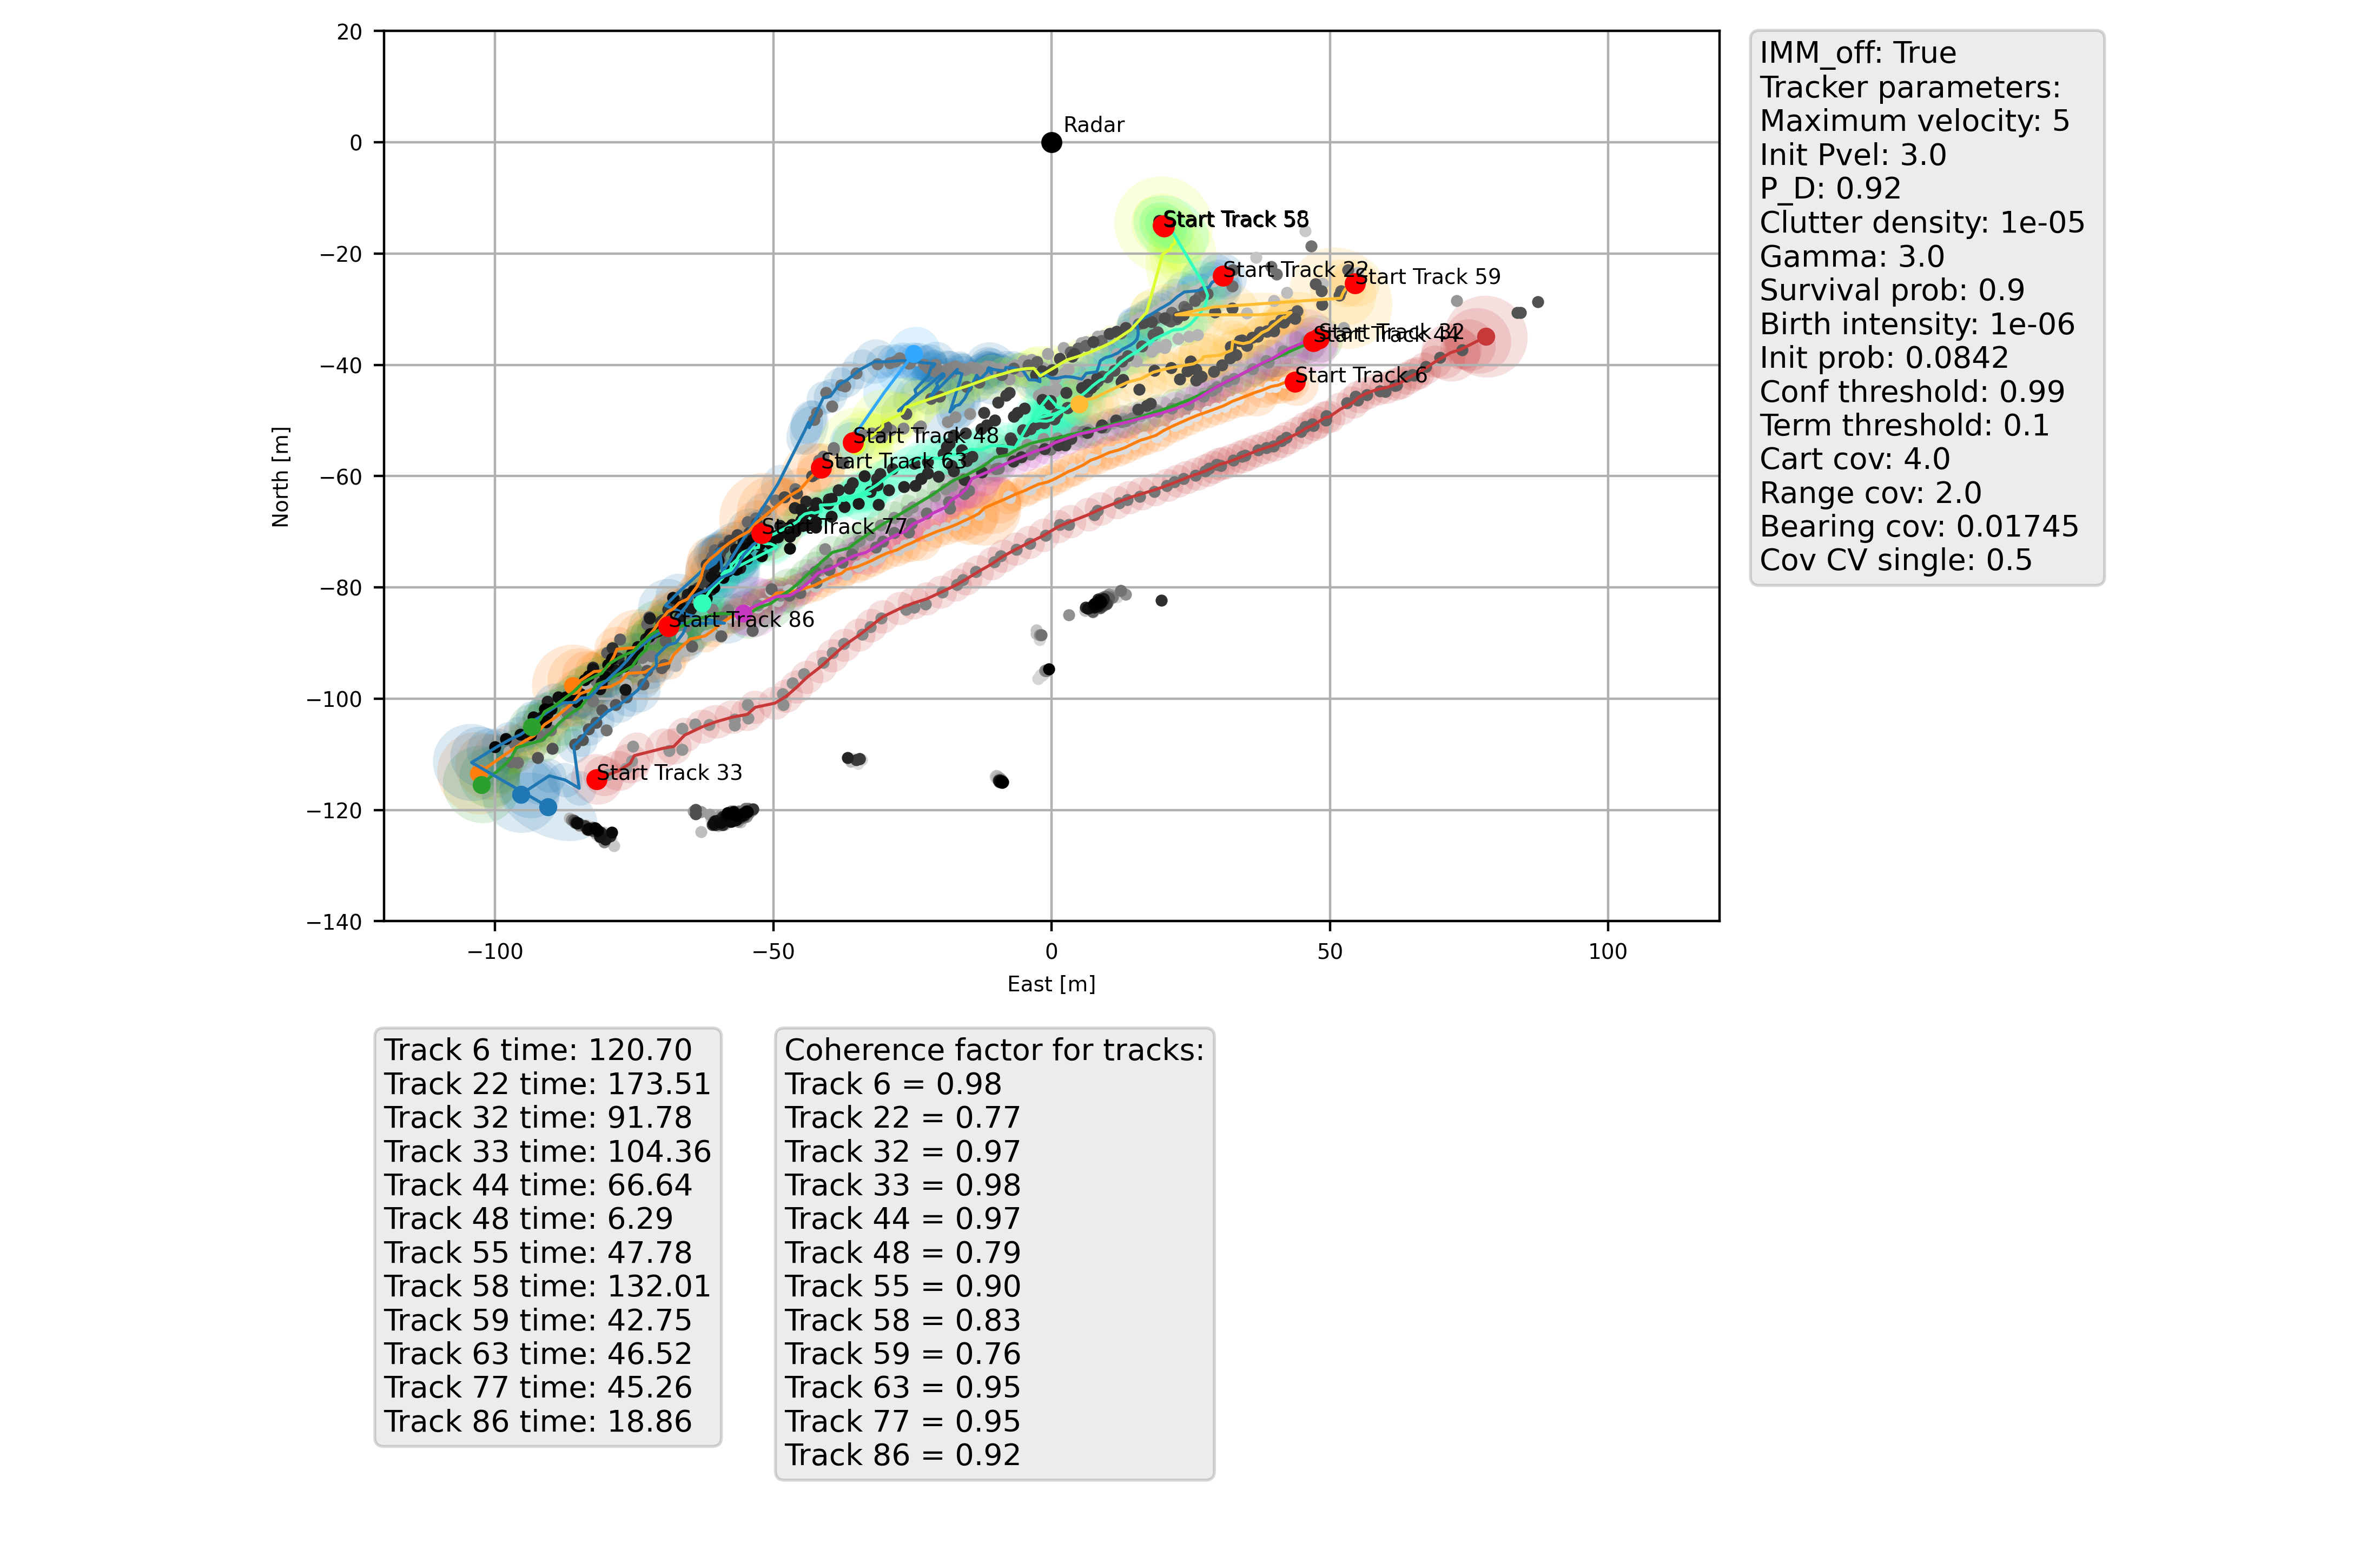 20
0
−20
−40
−60
−80
−100
−120
−140
North [m]
−100
−50
0
50
100
East [m]
Radar
Start Track 58
Start Track 22
Start Track 59
Start Track 32
Start Track 44
Start Track 6
Start Track 48
Start Track 63
Start Track 77
Start Track 86
Start Track 33
IMM_off: True
Tracker parameters:
Maximum velocity: 5
Init Pvel: 3.0
P_D: 0.92
Clutter density: 1e-05
Gamma: 3.0
Survival prob: 0.9
Birth intensity: 1e-06
Init prob: 0.0842
Conf threshold: 0.99
Term threshold: 0.1
Cart cov: 4.0
Range cov: 2.0
Bearing cov: 0.01745
Cov CV single: 0.5
Track 6 time: 120.70
Track 22 time: 173.51
Track 32 time: 91.78
Track 33 time: 104.36
Track 44 time: 66.64
Track 48 time: 6.29
Track 55 time: 47.78
Track 58 time: 132.01
Track 59 time: 42.75
Track 63 time: 46.52
Track 77 time: 45.26
Track 86 time: 18.86
Coherence factor for tracks:
Track 6 = 0.98
Track 22 = 0.77
Track 32 = 0.97
Track 33 = 0.98
Track 44 = 0.97
Track 48 = 0.79
Track 55 = 0.90
Track 58 = 0.83
Track 59 = 0.76
Track 63 = 0.95
Track 77 = 0.95
Track 86 = 0.92